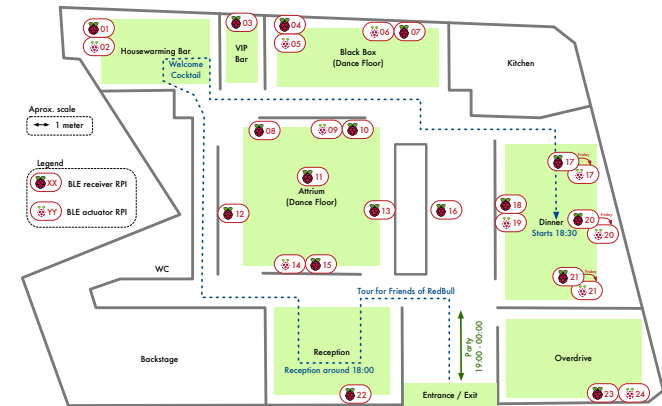 01
02
Housewarming Bar
Welcome
Cocktail
03
VIP
Bar
04
05
06
07
Black Box
(Dance Floor)
Kitchen
Aprox. scale
1 meter
Legend
XX
BLE receiver RPI
YY
BLE actuator RPI
08
09
10
11
Attrium
(Dance Floor)
12
13
14
15
16
17
Friday
17
18
19
Dinner
Starts 18:30
20
Friday
20
21
Friday
21
WC
Tour for Friends of RedBull
Backstage
Reception
Reception around 18:00
22
Party
19:00 - 00:00
Entrance / Exit
Overdrive
23
24